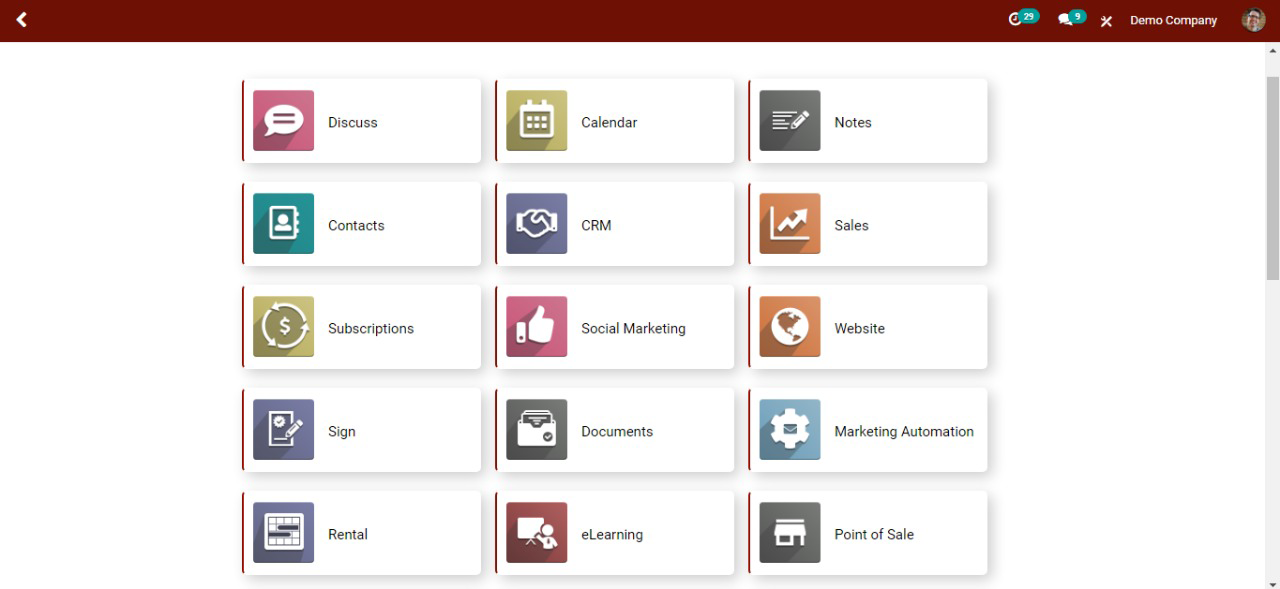 29 9 Demo Company
Discuss Calendar Notes
Contacts CRM Sales
$
Subscriptions Social Marketing Website
Sign Documents Marketing Automation
Rental eLearning Point of Sale